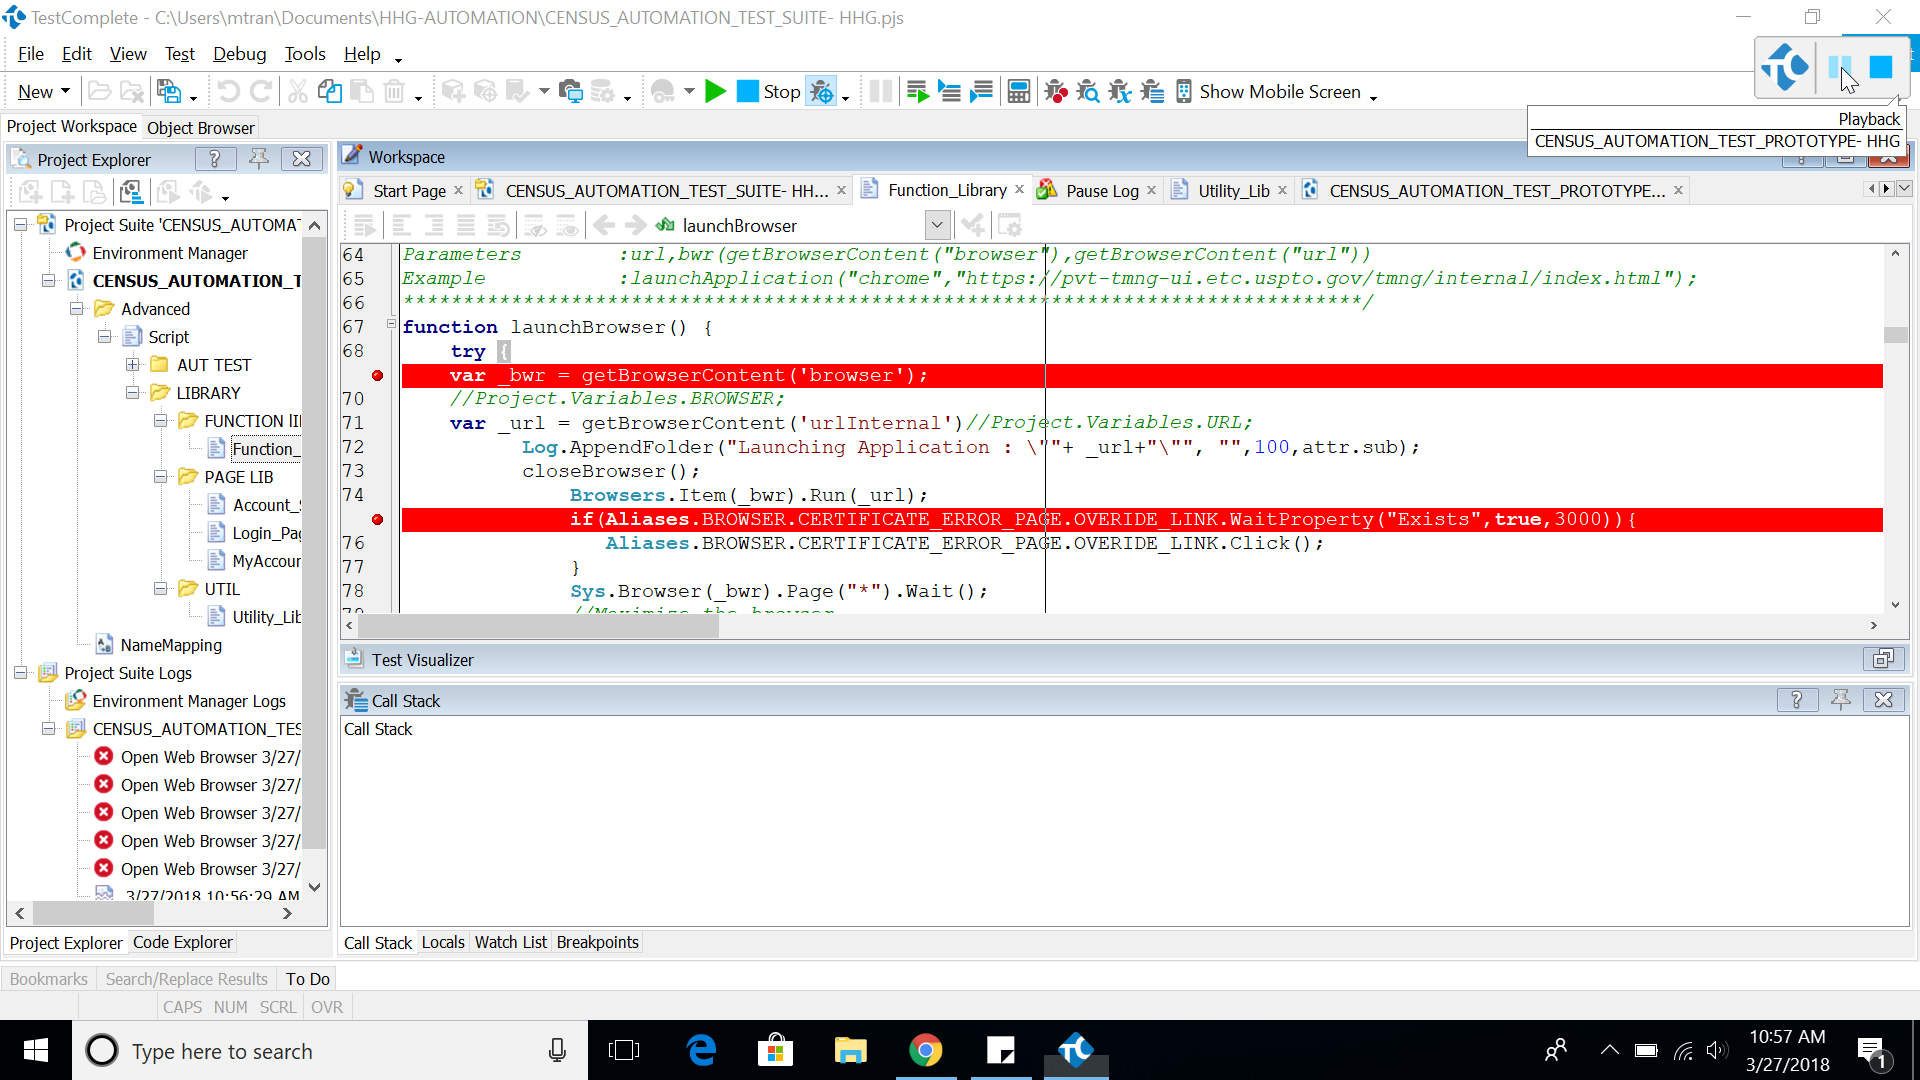 TestComplete - C:\Users\mtran\Documents\HHG-AUTOMATION\CENSUS_AUTOMATION_TEST_SUITE- HHG.pjs
File Edit View Test Debug Tools Help
New Stop Show Mobile Screen
Playback
CENSUS_AUTOMATION_TEST_PROTOTYPE- HHG
Project Workspace Object Browser
Project Explorer ?
Workspace
Start Page CENSUS_AUTOMATION_TEST_SUITE- HH... Function_Library Pause Log Utility_Lib CENSUS_AUTOMATION_TEST_PROTOTYPE...
launchBrowser
Project Suite 'CENSUS_AUTOMAT
Environment Manager
CENSUS_AUTOMATION_T
Advanced
Script
AUT TEST
LIBRARY
FUNCTION lI
Function_
PAGE LIB
Account_
Login_Pag
MyAccour
UTIL
Utility_Lib
NameMapping
Project Suite Logs
Environment Manager Logs
CENSUS_AUTOMATION_TES
Open Web Browser 3/27/
Open Web Browser 3/27/
Open Web Browser 3/27/
Open Web Browser 3/27/
Open Web Browser 3/27/
3/27/2018 10:56:29 AM
Project Explorer Code Explorer
64 Parameters :url,bwr(getBrowserContent("browser"),getBrowserContent("url"))
65 Example :launchApplication("chrome","https://pvt-tmng-ui.etc.uspto.gov/tmng/internal/index.html");
66 ********************************************************************************/
67 function launchBrowser() {
68 try {
var _bwr = getBrowserContent('browser');
70 //Project.Variables.BROWSER;
71 var _url = getBrowserContent('urlInternal')//Project.Variables.URL;
72 Log.AppendFolder("Launching Application : \""+ _url+"\"", "",100,attr.sub);
73 closeBrowser();
74 Browsers.Item(_bwr).Run(_url);
if(Aliases.BROWSER.CERTIFICATE_ERROR_PAGE.OVERIDE_LINK.WaitProperty("Exists",true,3000)){
76 Aliases.BROWSER.CERTIFICATE_ERROR_PAGE.OVERIDE_LINK.Click();
77 }
78 Sys.Browser(_bwr).Page("*").Wait();
79 //Maximize the browser
Test Visualizer
Call Stack ?
Call Stack
Call Stack Locals Watch List Breakpoints
Bookmarks Search/Replace Results To Do
CAPS NUM SCRL OVR
Type here to search
10:57 AM
3/27/2018
1